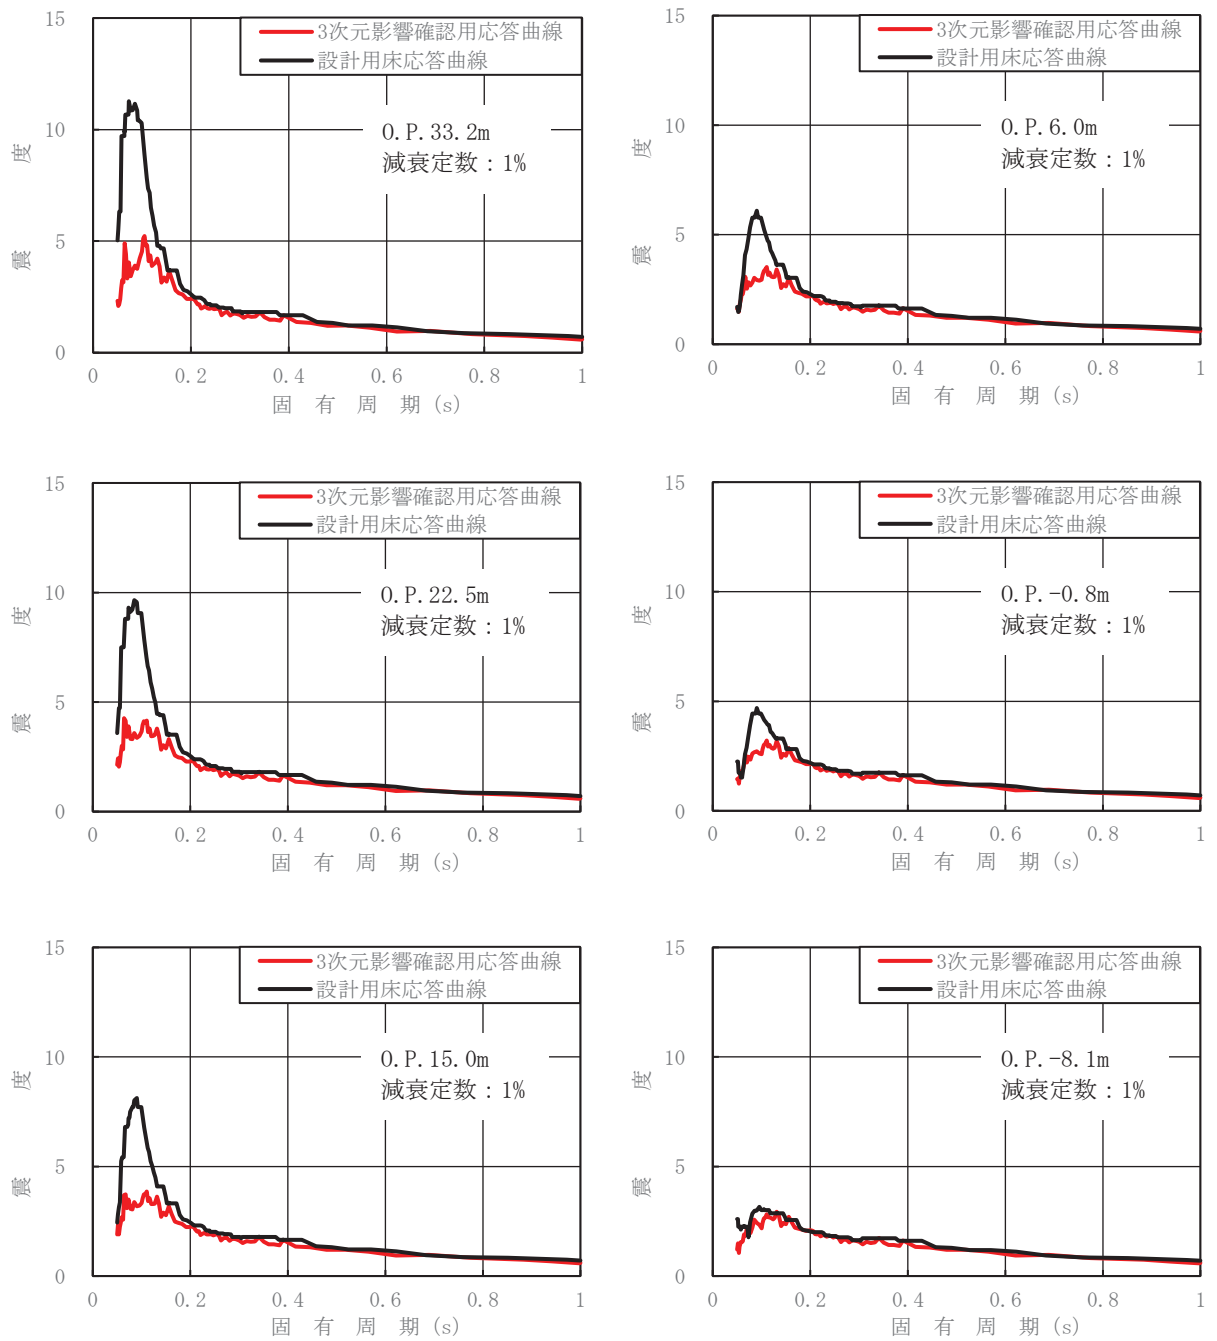 15
3次元影響確認用応答曲線
設計用床応答曲線
10
O.P.33.2m
減衰定数：1%
度
5
震
0
0 0.2 0.4 0.6 0.8 1
固 有 周 期 (s)
15
3次元影響確認用応答曲線
設計用床応答曲線
10
O.P.6.0m
減衰定数：1%
度
5
震
0
0 0.2 0.4 0.6 0.8 1
固 有 周 期 (s)
15
3次元影響確認用応答曲線
設計用床応答曲線
10
O.P.22.5m
減衰定数：1%
度
5
震
0
0 0.2 0.4 0.6 0.8 1
固 有 周 期 (s)
15
3次元影響確認用応答曲線
設計用床応答曲線
10
O.P.-0.8m
減衰定数：1%
度
5
震
0
0 0.2 0.4 0.6 0.8 1
固 有 周 期 (s)
15
3次元影響確認用応答曲線
設計用床応答曲線
10
O.P.15.0m
減衰定数：1%
度
5
震
0
0 0.2 0.4 0.6 0.8 1
固 有 周 期 (s)
15
3次元影響確認用応答曲線
設計用床応答曲線
10
O.P.-8.1m
減衰定数：1%
度
5
震
0
0 0.2 0.4 0.6 0.8 1
固 有 周 期 (s)